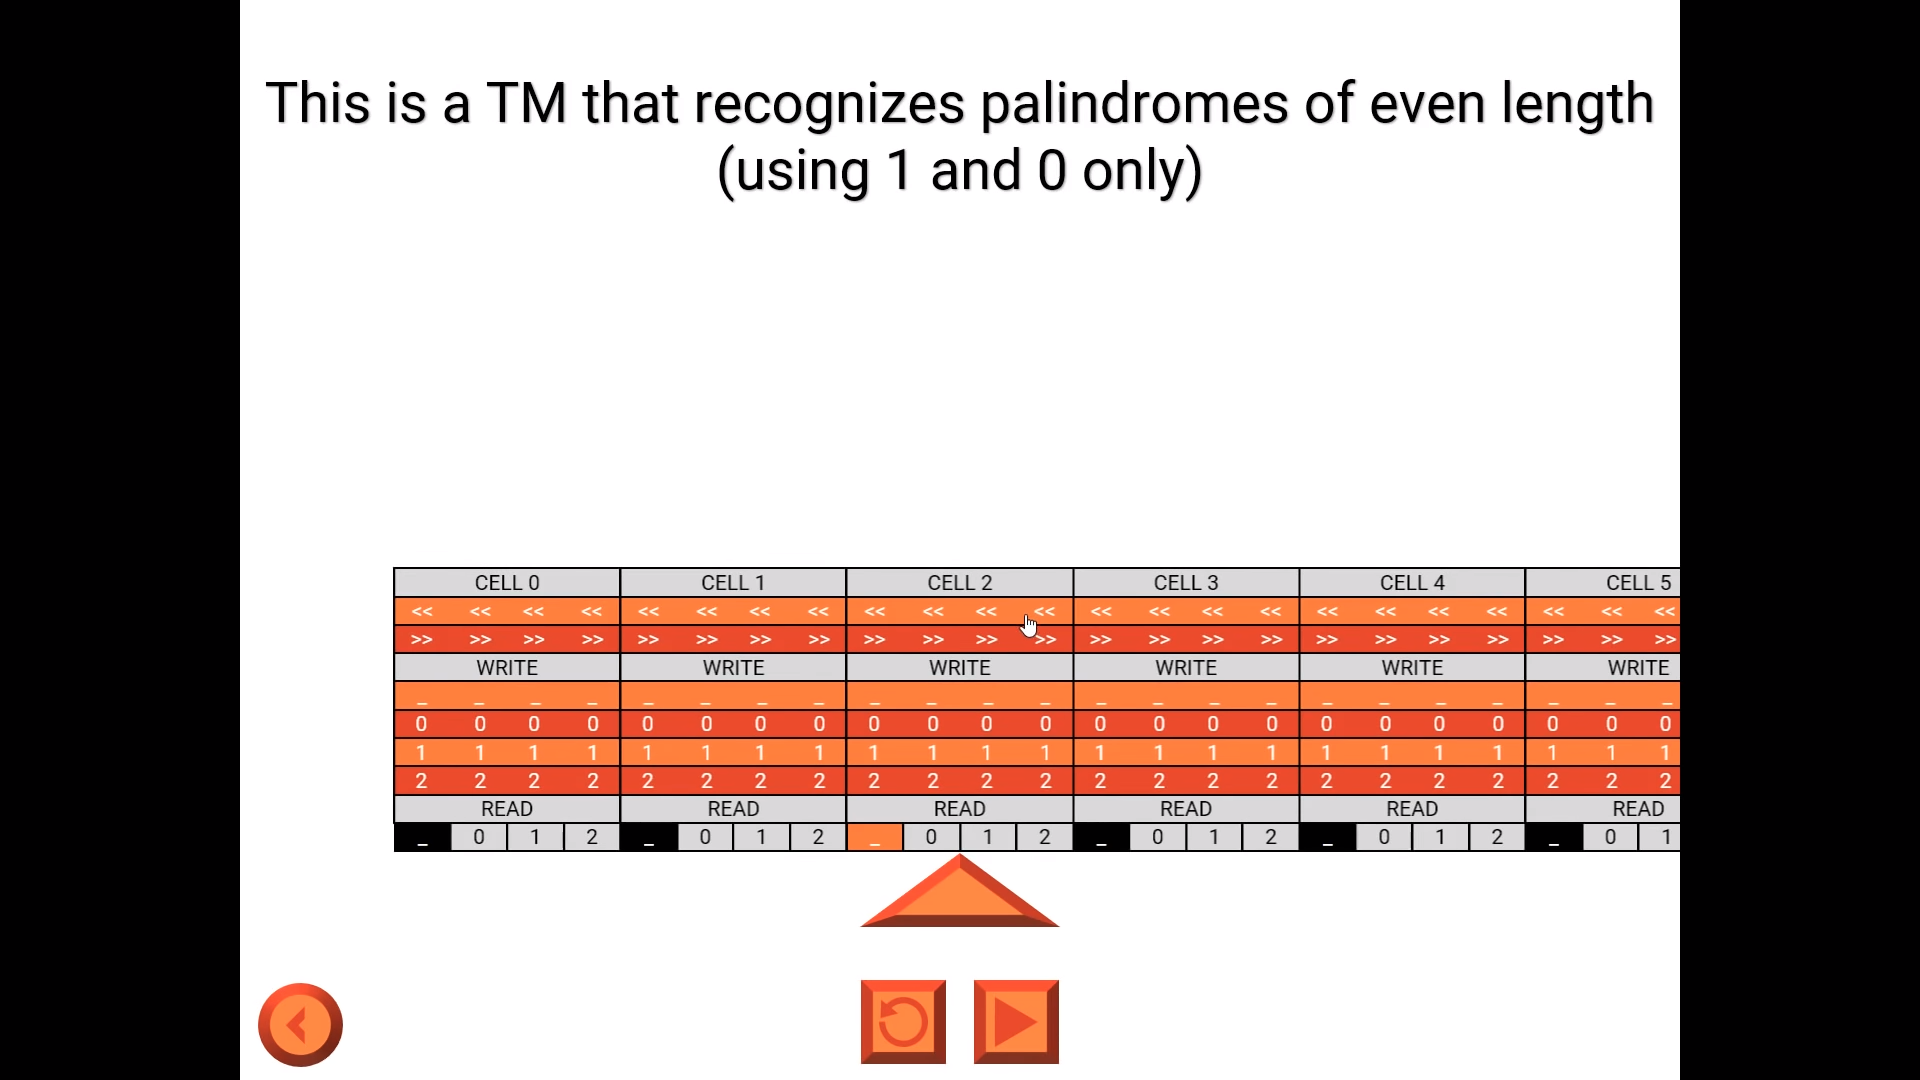 This is a TM that recognizes palindromes of even length
(using 1 and 0 only)
CELL 0 CELL 1 CELL 2 CELL 3 CELL 4 CELL 5
<< << << << << << << << << << << << << << << << << << << << << << <<
>> >> >> >> >> >> >> >> >> >> >> >> >> >> >> >> >> >> >> >> >> >> >>
WRITE WRITE WRITE WRITE WRITE WRITE
_ _ _ _ _ _ _ _ _ _ _ _ _ _ _ _ _ _ _ _ _ _ _
0 0 0 0 0 0 0 0 0 0 0 0 0 0 0 0 0 0 0 0 0 0 0
1 1 1 1 1 1 1 1 1 1 1 1 1 1 1 1 1 1 1 1 1 1 1
2 2 2 2 2 2 2 2 2 2 2 2 2 2 2 2 2 2 2 2 2 2 2
READ READ READ READ READ READ
_ 0 1 2 _ 0 1 2 _ 0 1 2 _ 0 1 2 _ 0 1 2 _ 0 1